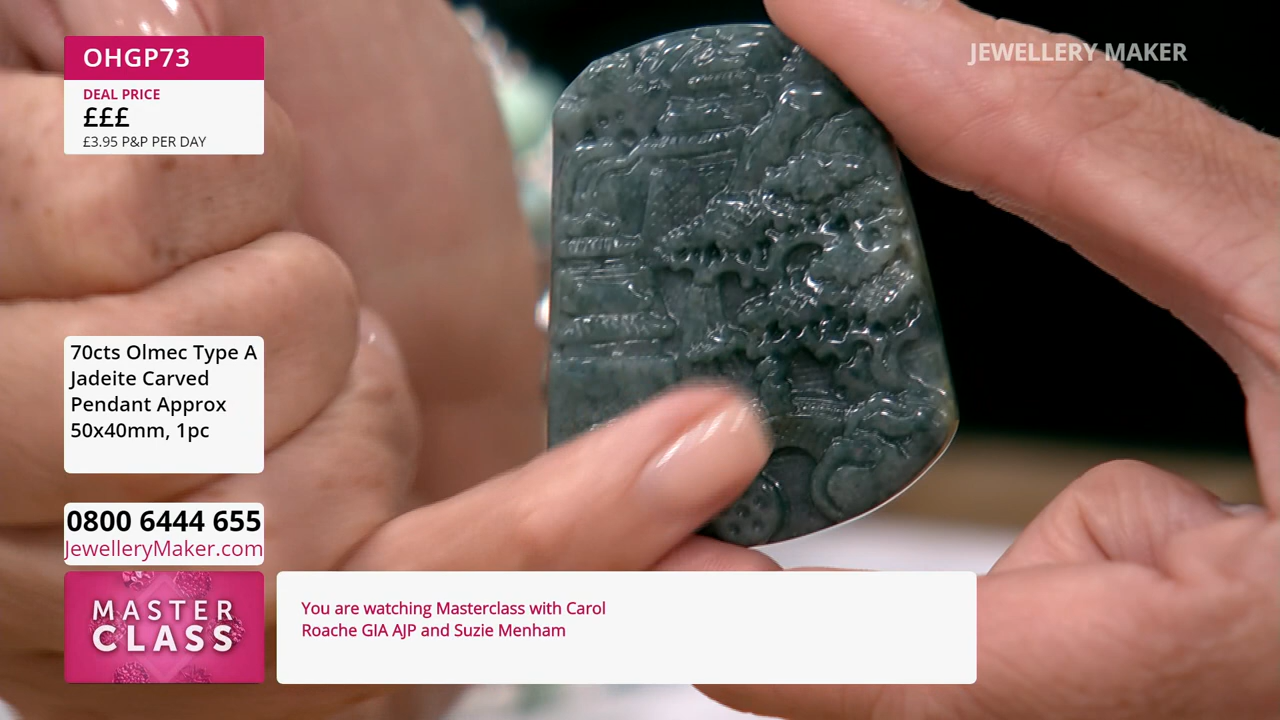 OHGP73
DEAL PRICE
£££
£3.95 P&P PER DAY
JEWELLERY MAKER
70cts Olmec Type A
Jadeite Carved
Pendant Approx
50x40mm, 1pc
0800 6444 655
JewelleryMaker.com
MASTER
CLASS
You are watching Masterclass with Carol
Roache GIA AJP and Suzie Menham